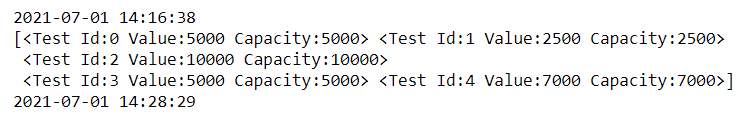 2021-07-01 14:16:38
[<Test Id:0 Value:5000 Capacity:5000> <Test Id:1 Value:2500 Capacity:2500>
 <Test Id:2 Value:10000 Capacity:10000>
 <Test Id:3 Value:5000 Capacity:5000> <Test Id:4 Value:7000 Capacity:7000>]
2021-07-01 14:28:29